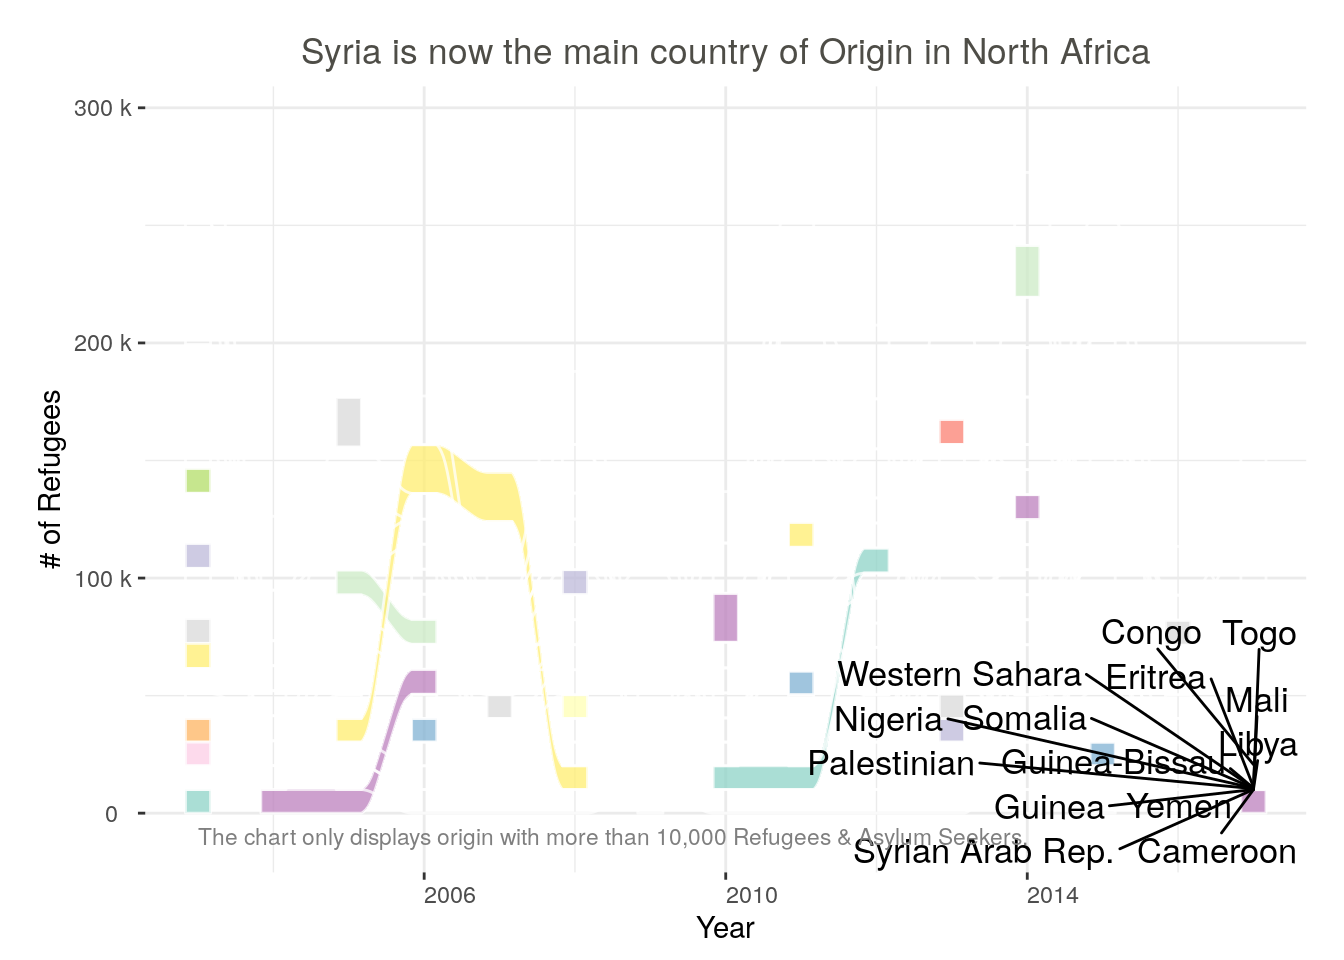 Syria is now the main country of Origin in North Africa
300 k
200 k
100 k
0
# of Refugees
Congo
Togo
Western Sahara
Eritrea
Mali
Nigeria
Somalia
Libya
Palestinian
Guinea-Bissau
Guinea
Yemen
The chart only displays origin with more than 10,000 Refugees & Asylum Seekers.
Syrian Arab Rep.
Cameroon
2006
2010
2014
Year